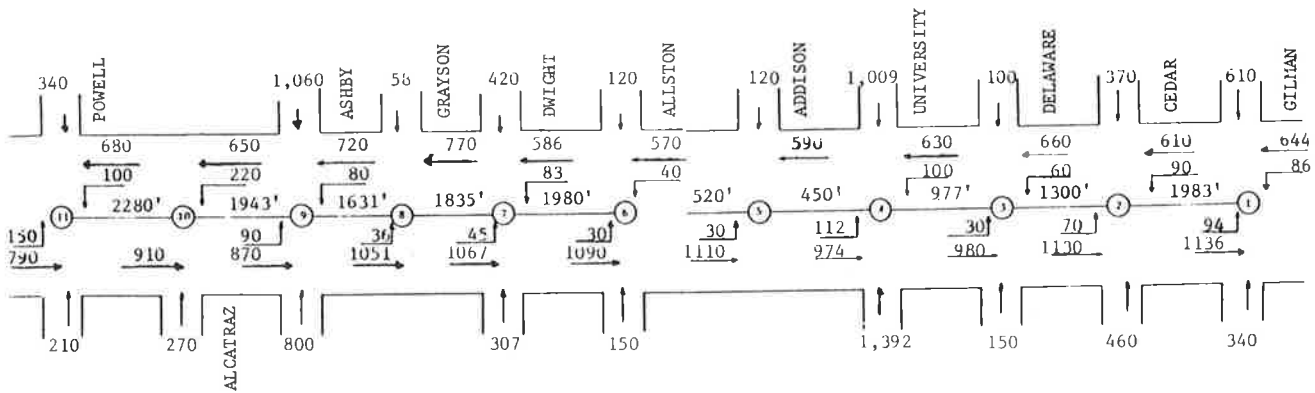 340 POWELL 1,060 ASHBY 58 GRAYSON 420 DWIGHT 120 ALLSTON 120 ADDISON 1,009 UNIVERSITY 100 DELAWARE 370 CEDAR 610 GILMAN
680 650 720 770 586 570 590 630 660 610 644
100 220 80 83 40 100 60 90 86
11 2280' 10 1943' 9 1631' 8 1835' 7 1980' 6 520' 5 450' 4 977' 3 1300' 2 1983' 1
150 90 36 45 30 30 112 30 70 94
790 910 870 1051 1067 1090 1110 974 980 1130 1136
210 270 ALCATRAZ 800 307 150 1,392 150 460 340